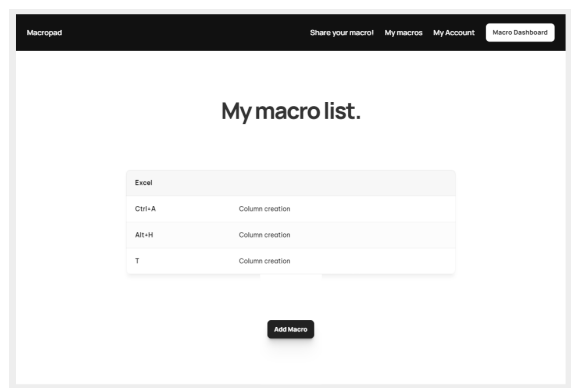 Macropad Share your macro! My macros My Account Macro Dashboard
My macro list.
Excel
Ctrl+A Column creation
Alt+H Column creation
T Column creation
Add Macro